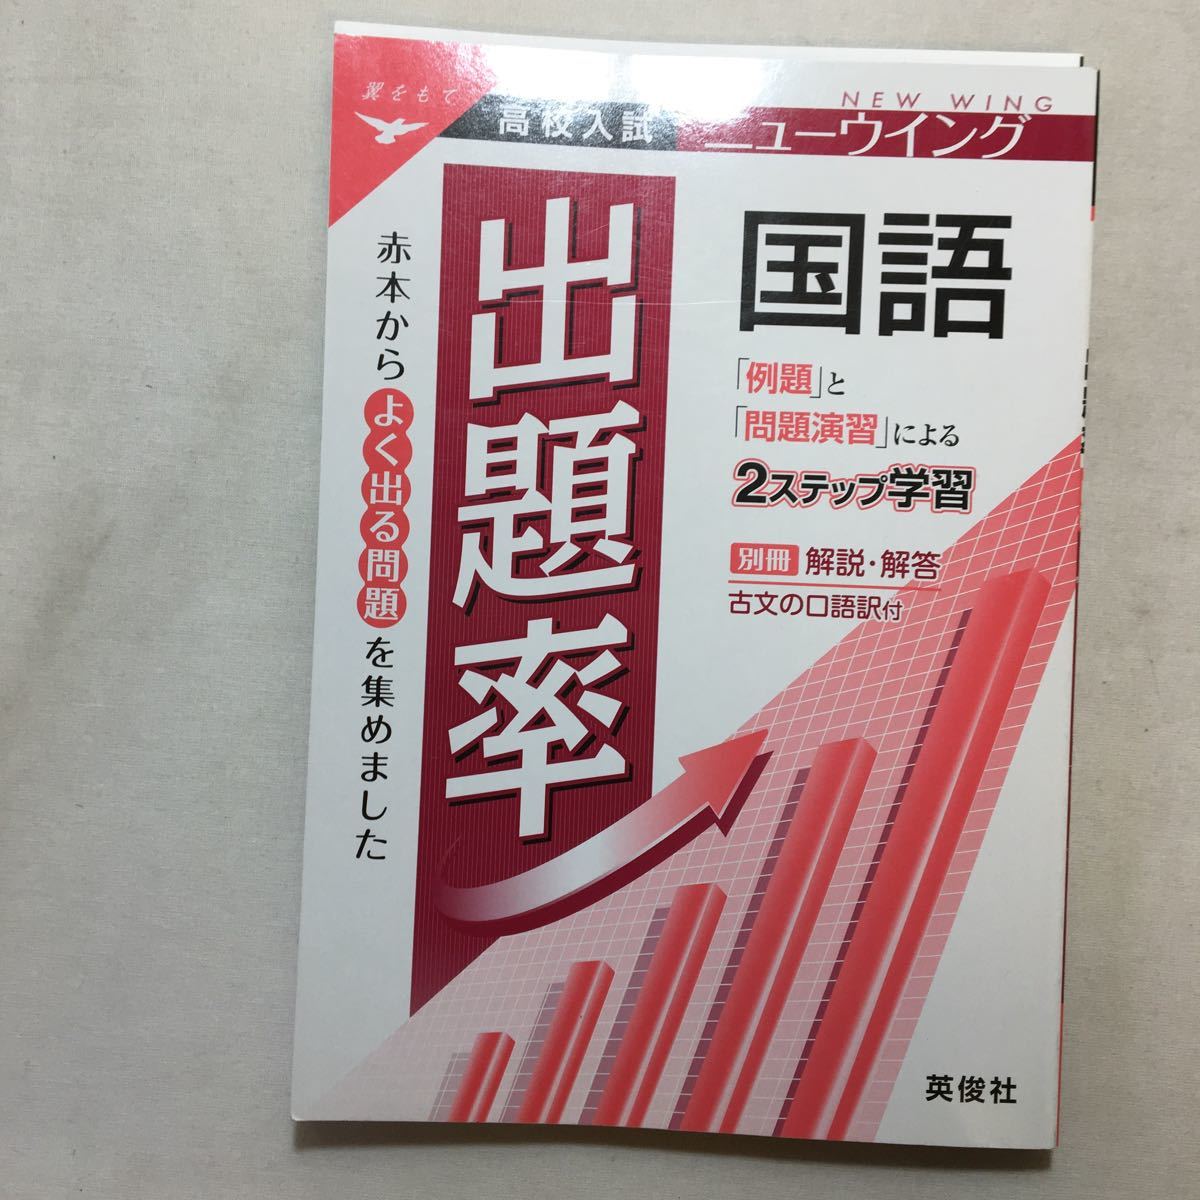 翼をもて
高校入試
NEW WING
ニューウイング
国語
出題率
赤本からよく出る問題を集めました
「例題」と
「問題演習」による
2ステップ学習
別冊 解説・解答
古文の口語訳付
英俊社